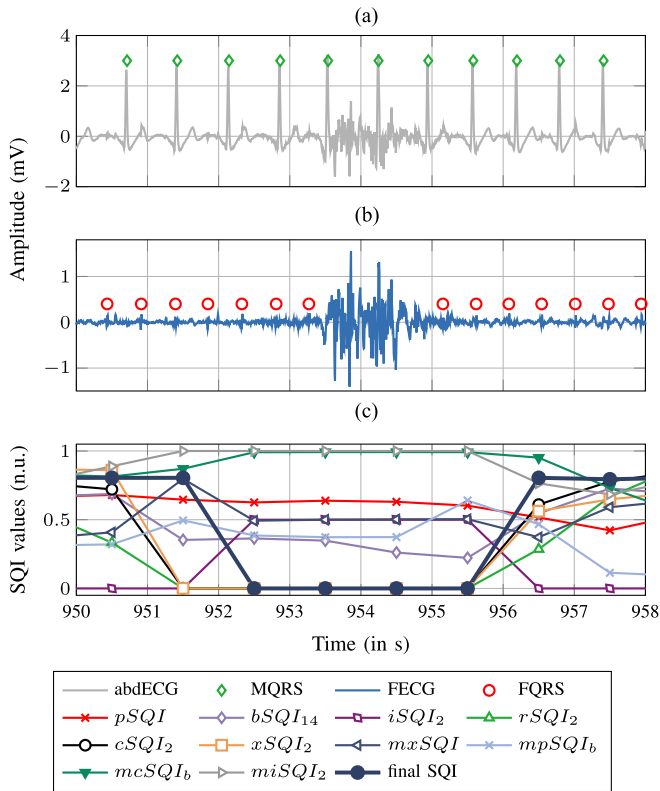 (a)
4
2
0
−2
(b)
1
0
−1
Amplitude (mV)
(c)
1
0.5
0
SQI values (n.u.)
950 951 952 953 954 955 956 957 958
Time (in s)
abdECG MQRS FECG FQRS
pSQI bSQI₁₄ iSQI₂ rSQI₂
cSQI₂ xSQI₂ mxSQI mpSQI_b
mcSQI_b miSQI₂ final SQI